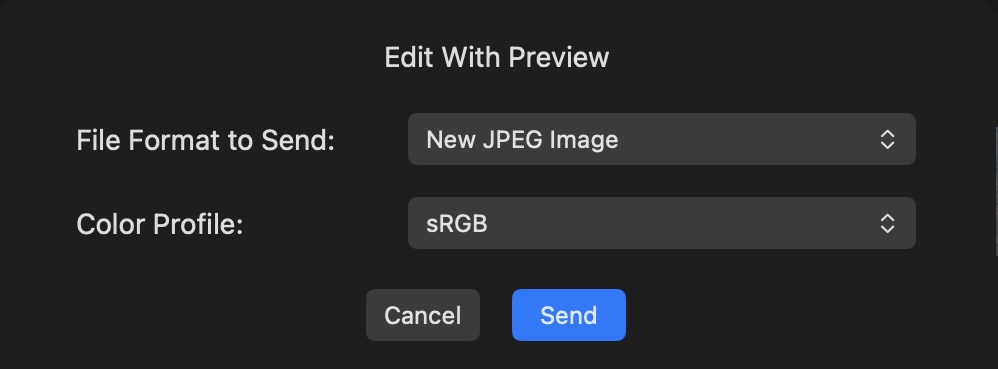 Edit With Preview
File Format to Send: New JPEG Image
Color Profile: sRGB
Cancel Send